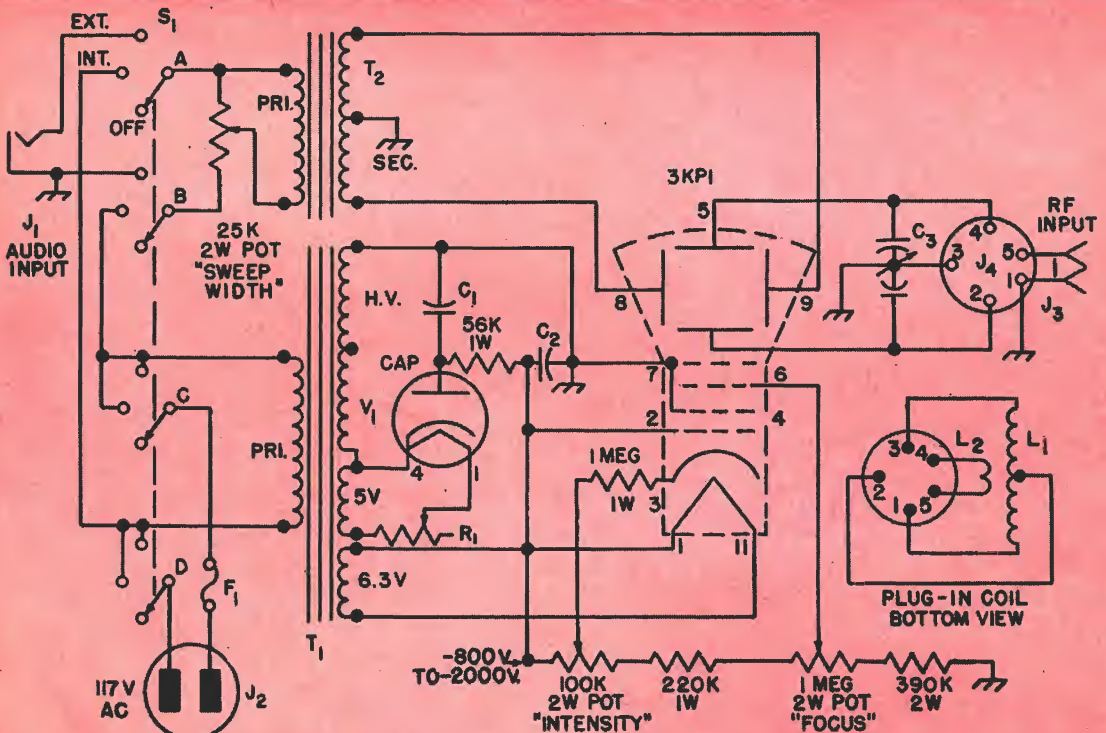 EXT.
S1
INT.
A
OFF
PRI.
T2
SEC.
B
J1
AUDIO
INPUT
25K
2W POT
"SWEEP
WIDTH"
3KP1
5
8
9
C3
4
3
J4
5
1
2
RF
INPUT
J3
H.V.
C1
56K
1W
C2
CAP
V1
4
1
7
6
2
4
1 MEG
1W
3
1
11
C
PRI.
5V
R1
6.3V
D
F1
T1
117V
AC
J2
L2
L1
3
4
2
1
5
PLUG-IN COIL
BOTTOM VIEW
-800V.
TO-2000V.
100K
2W POT
"INTENSITY"
220K
1W
1 MEG
2W POT
"FOCUS"
390K
2W